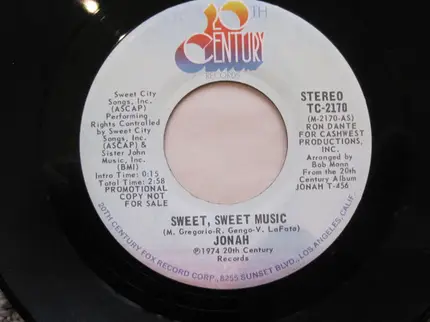 20TH
CENTURY
RECORDS
Sweet City
Songs, Inc.
(ASCAP)
Performing
Rights Controlled
by Sweet City
Songs, Inc.
(ASCAP) &
Sister John
Music, Inc.
(BMI)
Intro Time: 0:15
Total Time: 2:58
PROMOTIONAL
COPY NOT
FOR SALE
STEREO
TC-2170
(M-2170-AS)
RON DANTE
FOR CASHWEST
PRODUCTIONS,
INC.
Arranged by
Bob Mann
From the 20th
Century Album
JONAH T-456
SWEET, SWEET MUSIC
(M. Gregorio-R. Gengo-V. LaPata)
JONAH
℗1974 20th Century
Records
20TH CENTURY FOX RECORD CORP., 8255 SUNSET BLVD., LOS ANGELES, CALIF.